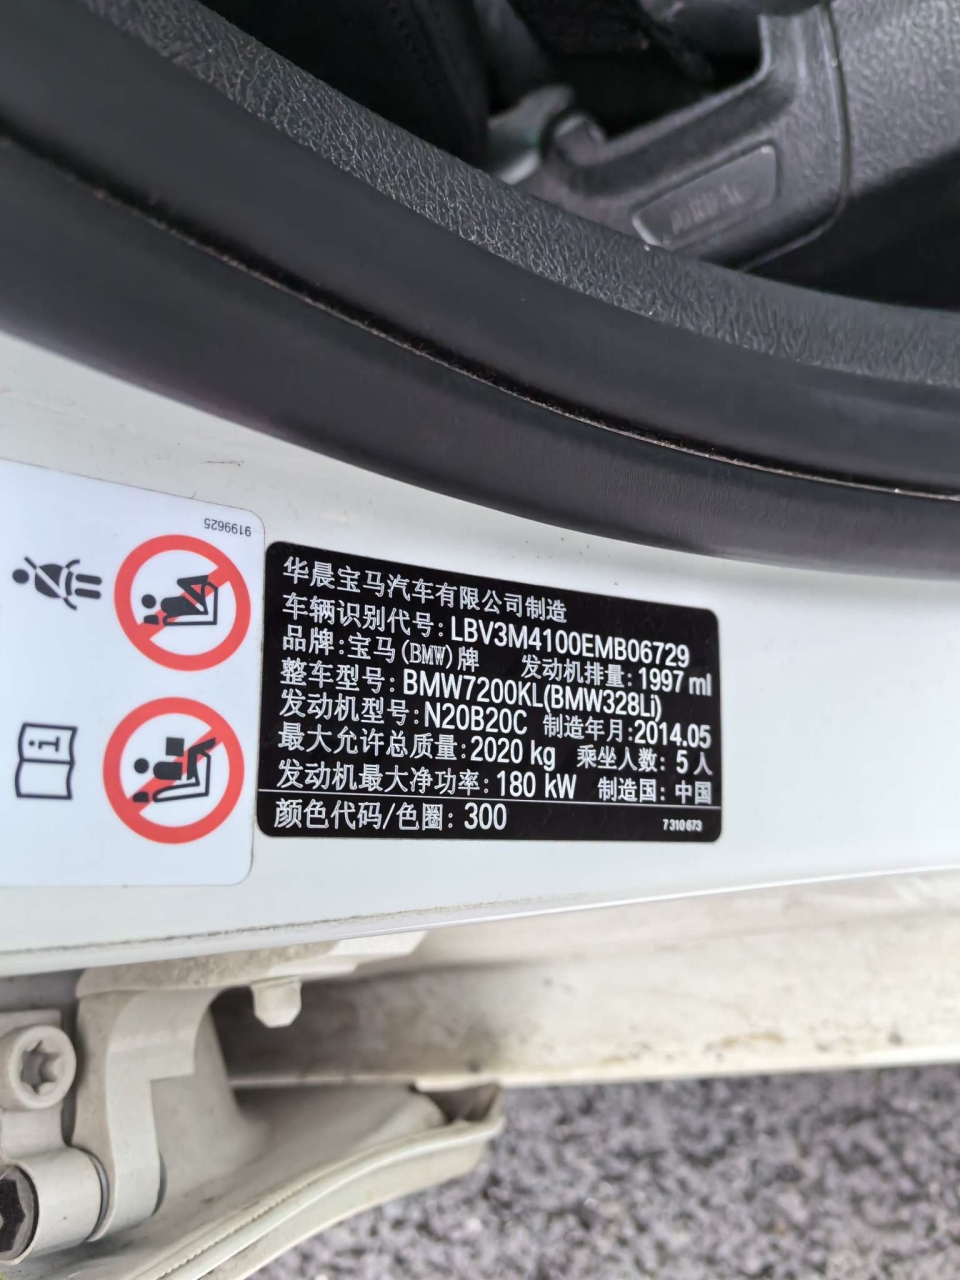 9199625
华晨宝马汽车有限公司制造
车辆识别代号: LBV3M4100EMB06729
品牌: 宝马(BMW)牌 发动机排量: 1997 ml
整车型号: BMW7200KL(BMW328Li)
发动机型号: N20B20C 制造年月: 2014.05
最大允许总质量: 2020 kg 乘坐人数: 5人
发动机最大净功率: 180 kW 制造国: 中国
颜色代码/色圈: 300
7310673